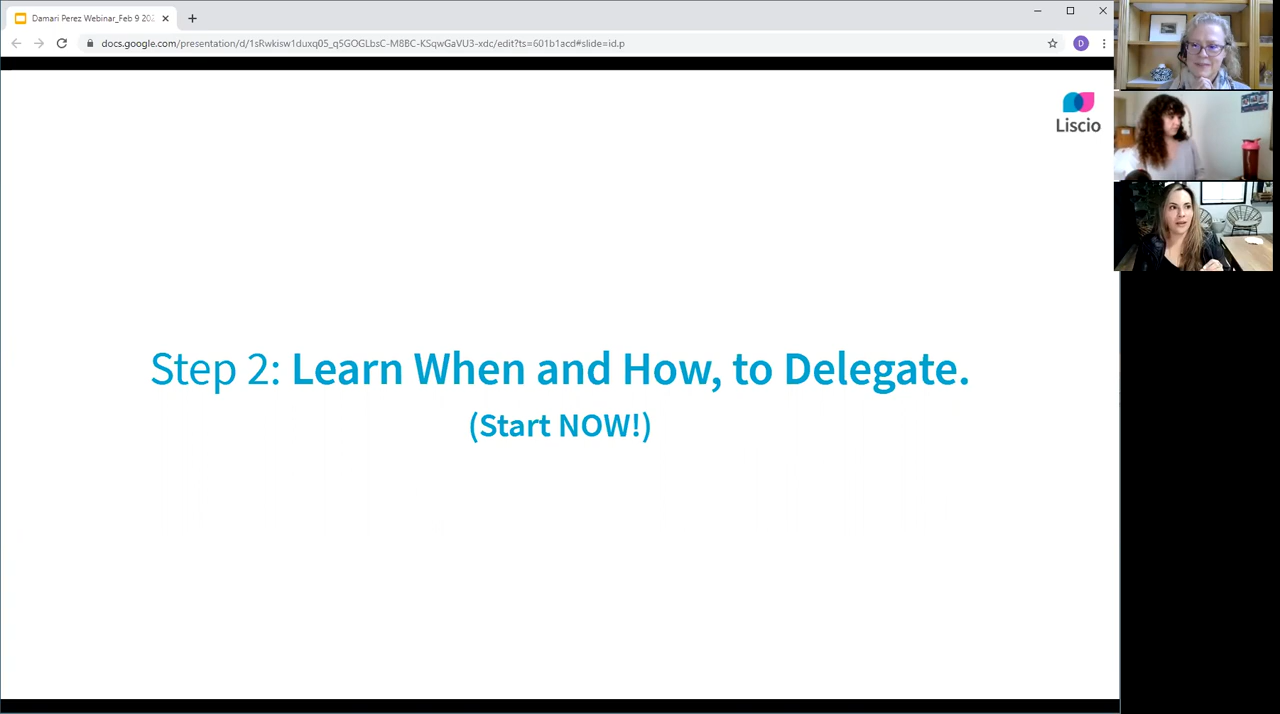 Damari Perez Webinar_Feb 9 202
docs.google.com/presentation/d/1sRwkisw1duxq05_q5GOGLbsC-M8BC-KSqwGaVU3-xdc/edit?ts=601b1acd#slide=id.p
D
Liscio
Step 2: Learn When and How, to Delegate.
(Start NOW!)